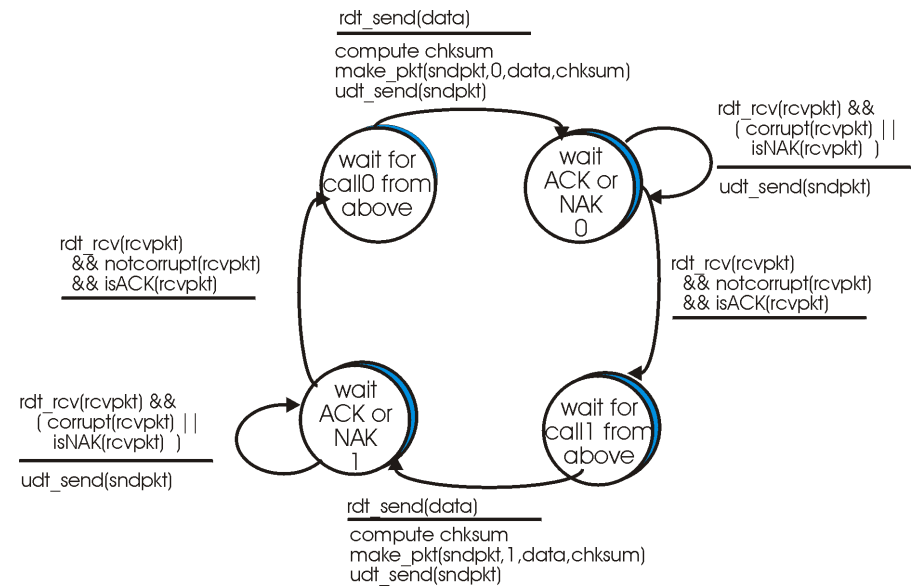 rdt_send(data)
compute chksum
make_pkt(sndpkt,0,data,chksum)
udt_send(sndpkt)
wait for
call0 from
above
wait
ACK or
NAK
0
rdt_rcv(rcvpkt) &&
( corrupt(rcvpkt) ||
isNAK(rcvpkt) )
udt_send(sndpkt)
rdt_rcv(rcvpkt)
&& notcorrupt(rcvpkt)
&& isACK(rcvpkt)
rdt_rcv(rcvpkt)
&& notcorrupt(rcvpkt)
&& isACK(rcvpkt)
wait
ACK or
NAK
1
wait for
call1 from
above
rdt_rcv(rcvpkt) &&
( corrupt(rcvpkt) ||
isNAK(rcvpkt) )
udt_send(sndpkt)
rdt_send(data)
compute chksum
make_pkt(sndpkt,1,data,chksum)
udt_send(sndpkt)